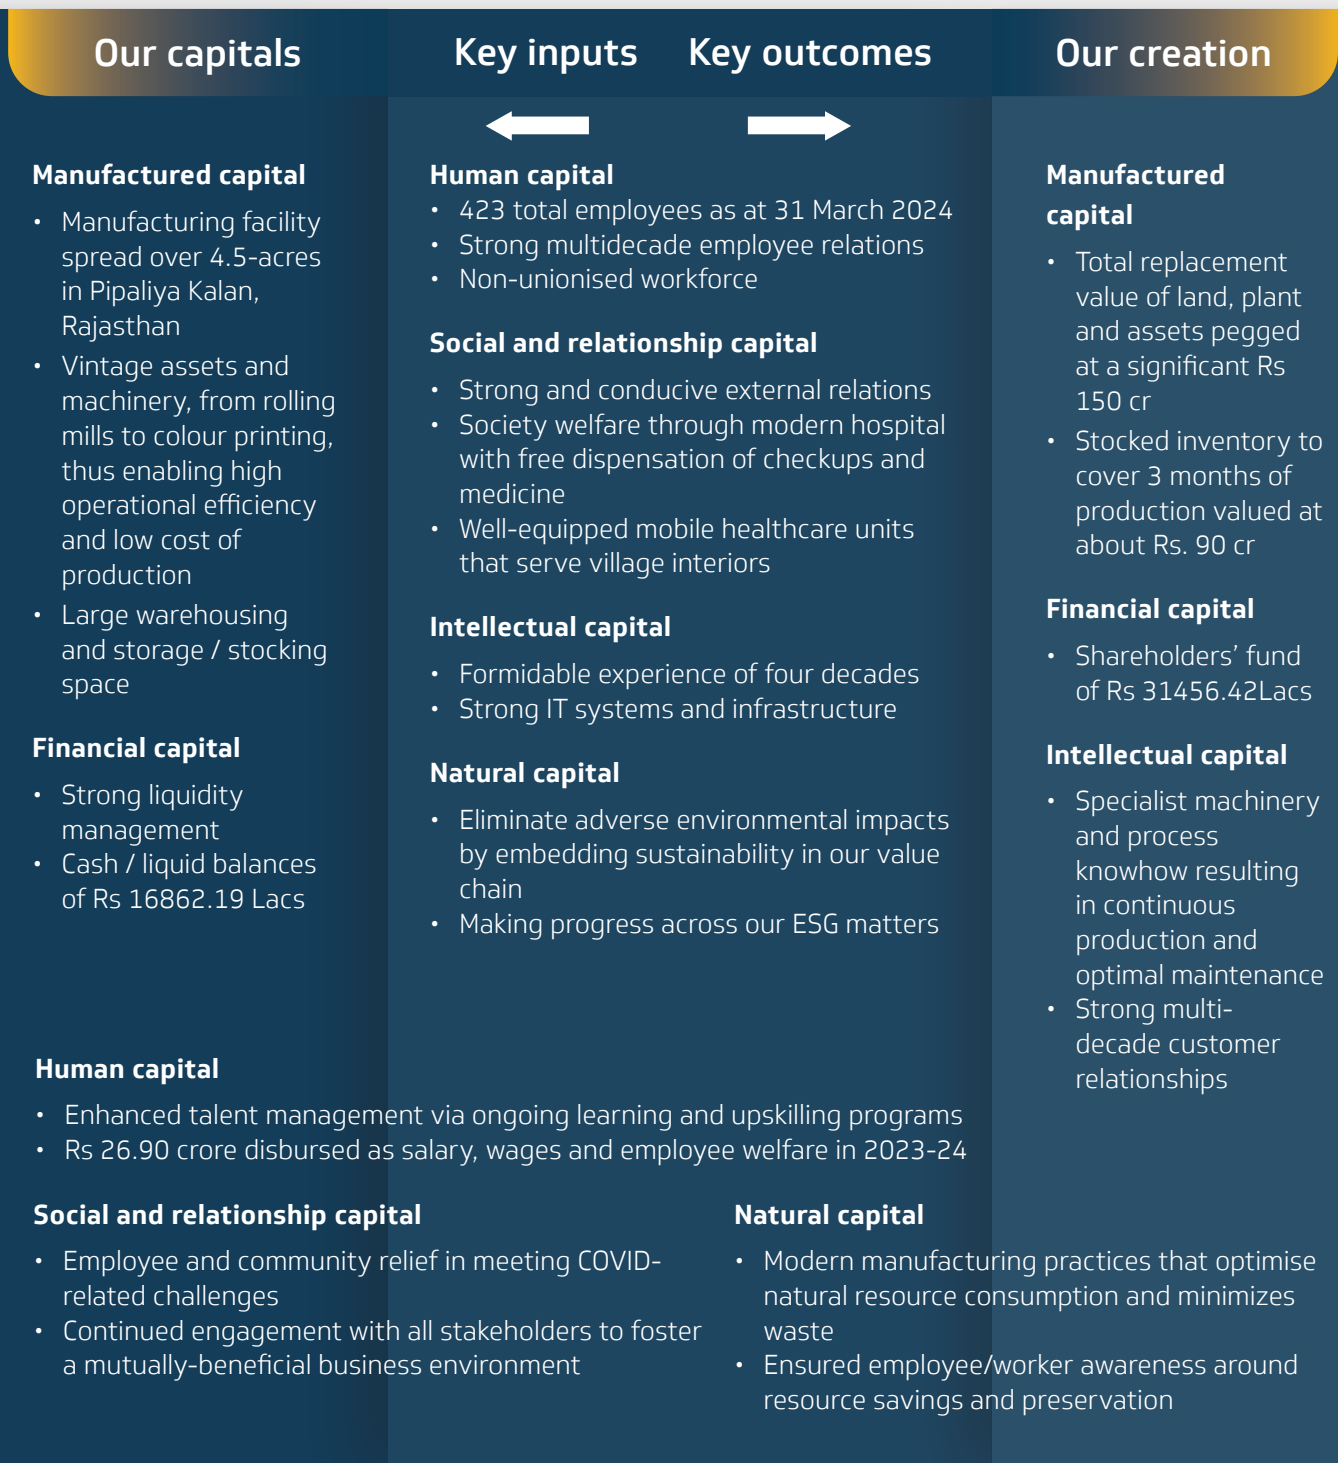 Our capitals
Key inputs
Key outcomes
Our creation
Manufactured capital
• Manufacturing facility
spread over 4.5-acres
in Pipaliya Kalan,
Rajasthan
• Vintage assets and
machinery, from rolling
mills to colour printing,
thus enabling high
operational efficiency
and low cost of
production
• Large warehousing
and storage / stocking
space
Financial capital
• Strong liquidity
management
• Cash / liquid balances
of Rs 16862.19 Lacs
Human capital
• 423 total employees as at 31 March 2024
• Strong multidecade employee relations
• Non-unionised workforce
Social and relationship capital
• Strong and conducive external relations
• Society welfare through modern hospital
with free dispensation of checkups and
medicine
• Well-equipped mobile healthcare units
that serve village interiors
Intellectual capital
• Formidable experience of four decades
• Strong IT systems and infrastructure
Natural capital
• Eliminate adverse environmental impacts
by embedding sustainability in our value
chain
• Making progress across our ESG matters
Manufactured
capital
• Total replacement
value of land, plant
and assets pegged
at a significant Rs
150 cr
• Stocked inventory to
cover 3 months of
production valued at
about Rs. 90 cr
Financial capital
• Shareholders’ fund
of Rs 31456.42Lacs
Intellectual capital
• Specialist machinery
and process
knowhow resulting
in continuous
production and
optimal maintenance
• Strong multi-
decade customer
relationships
Human capital
• Enhanced talent management via ongoing learning and upskilling programs
• Rs 26.90 crore disbursed as salary, wages and employee welfare in 2023-24
Social and relationship capital
• Employee and community relief in meeting COVID-
related challenges
• Continued engagement with all stakeholders to foster
a mutually-beneficial business environment
Natural capital
• Modern manufacturing practices that optimise
natural resource consumption and minimizes
waste
• Ensured employee/worker awareness around
resource savings and preservation